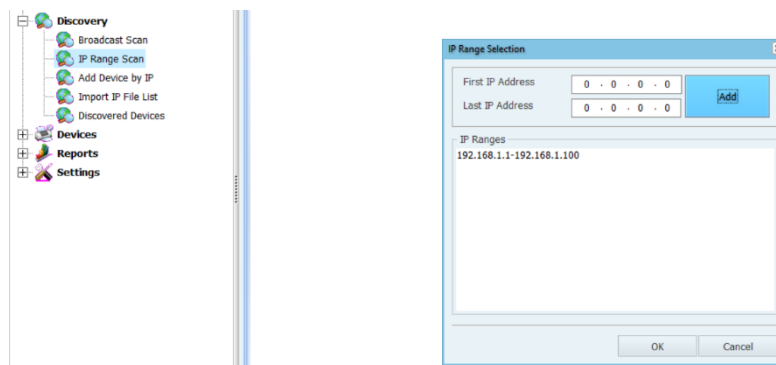 Discovery
Broadcast Scan
IP Range Scan
Add Device by IP
Import IP File List
Discovered Devices
Devices
Reports
Settings
IP Range Selection
First IP Address
0 . 0 . 0 . 0
Add
Last IP Address
0 . 0 . 0 . 0
IP Ranges
192.168.1.1-192.168.1.100
OK
Cancel